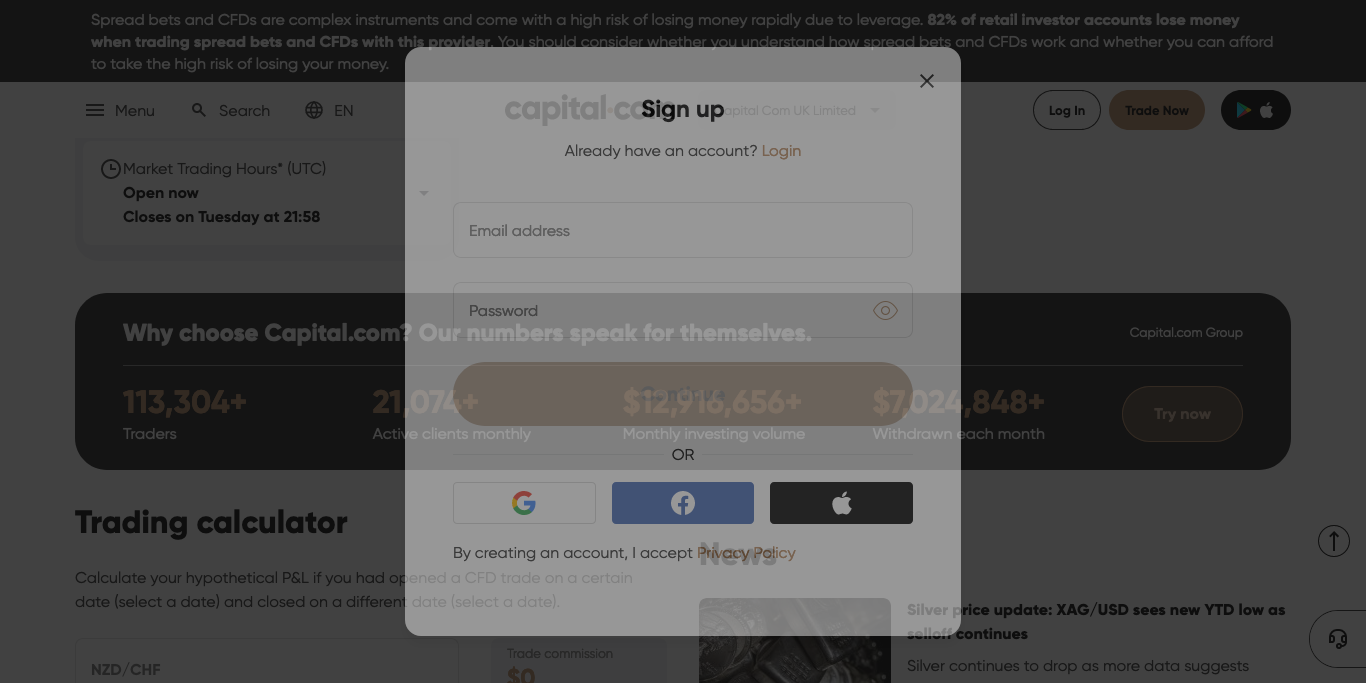 Spread bets and CFDs are complex instruments and come with a high risk of losing money rapidly due to leverage. 82% of retail investor accounts lose money
when trading spread bets and CFDs with this provider. You should consider whether you understand how spread bets and CFDs work and whether you can afford
to take the high risk of losing your money.
Menu
Search
EN
capital.com
Capital Com UK Limited
Log In
Trade Now
Sign up
Already have an account? Login
Market Trading Hours* (UTC)
Open now
Closes on Tuesday at 21:58
Email address
Password
Why choose Capital.com? Our numbers speak for themselves.
Capital.com Group
Continue
113,304+
21,074+
$12,916,656+
$7,024,848+
Try now
Traders
Active clients monthly
Monthly investing volume
Withdrawn each month
OR
By creating an account, I accept Privacy Policy
Trading calculator
News
Calculate your hypothetical P&L if you had opened a CFD trade on a certain
date (select a date) and closed on a different date (select a date).
Silver price update: XAG/USD sees new YTD low as
selloff continues
Silver continues to drop as more data suggests
NZD/CHF
Trade commission
$0